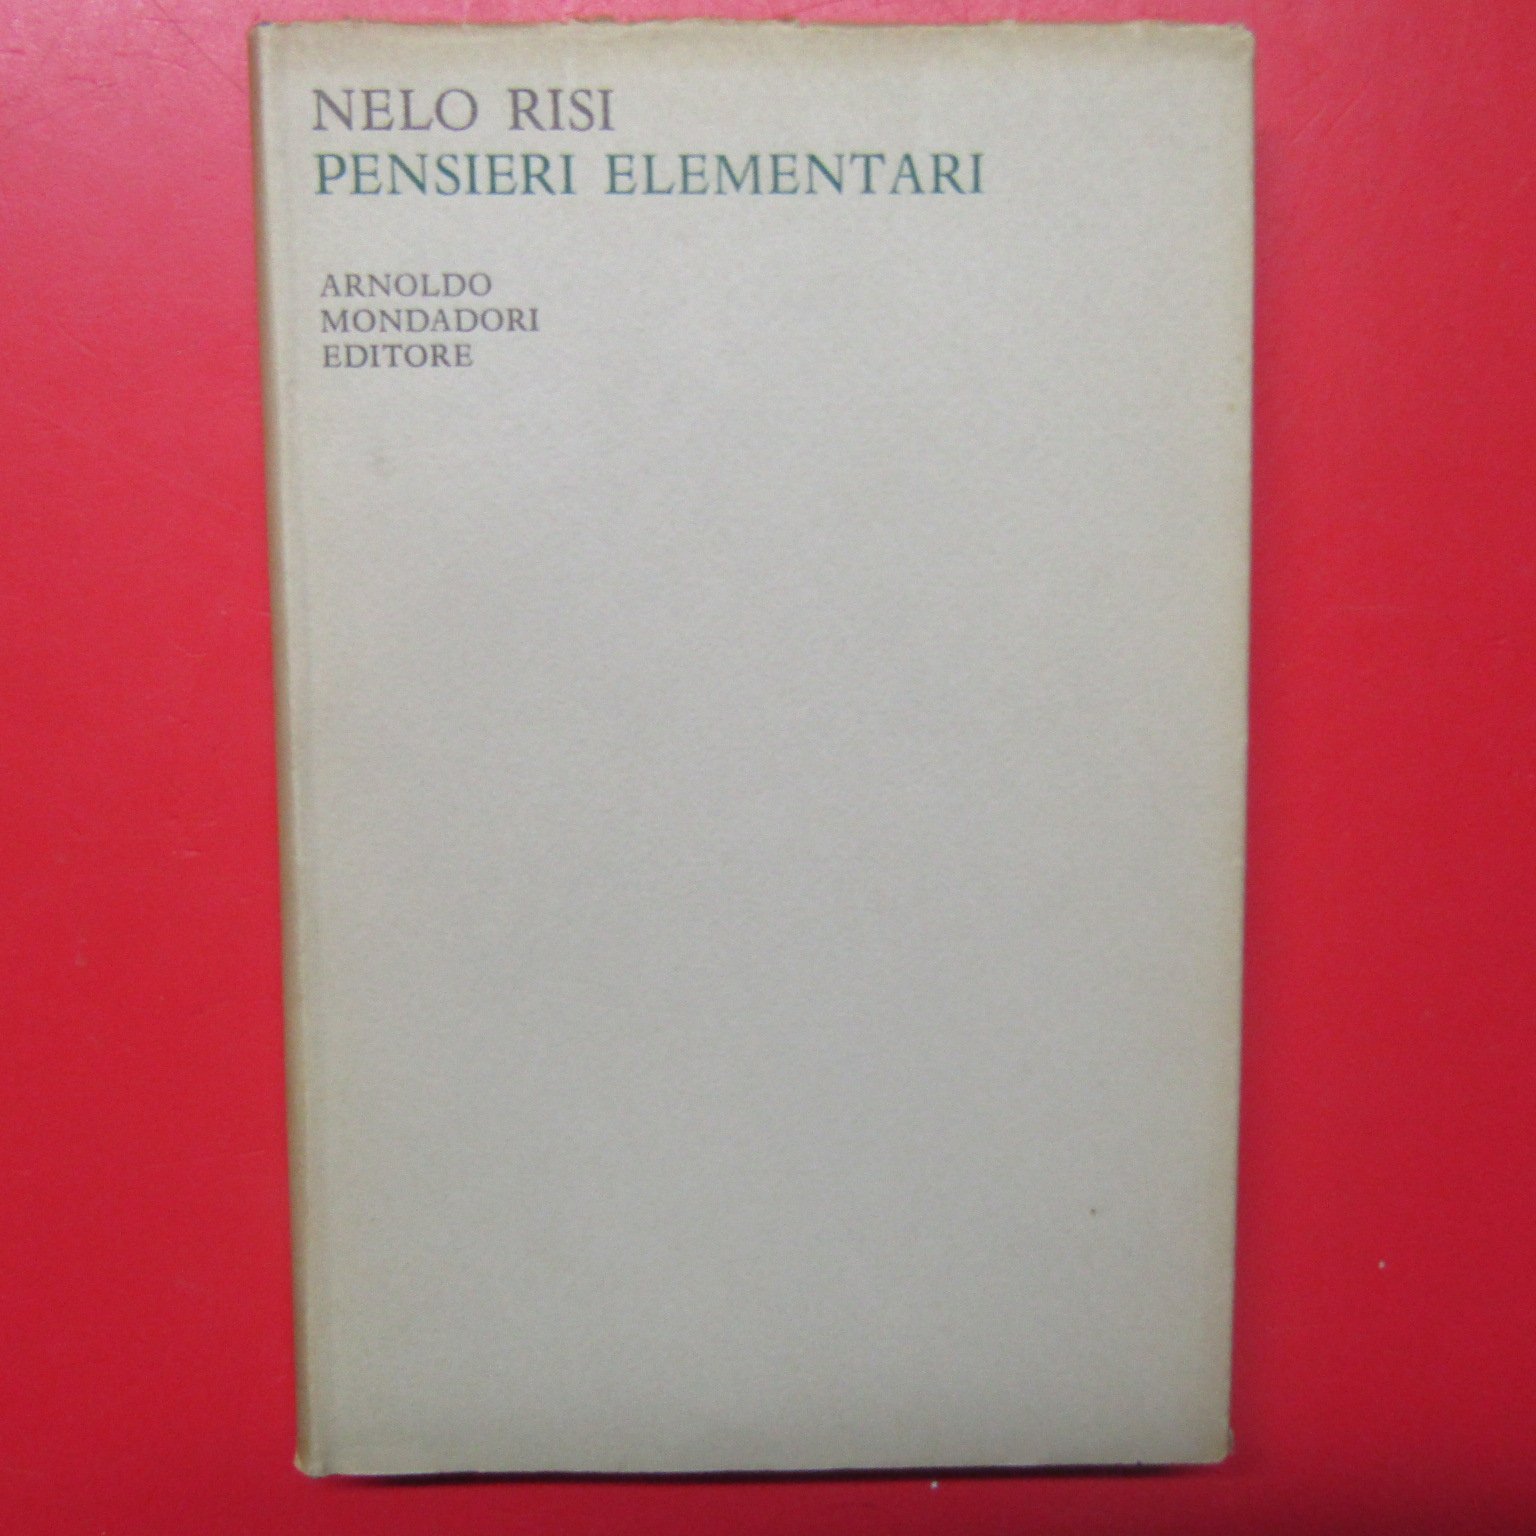 NELO RISI
PENSIERI ELEMENTARI
ARNOLDO
MONDADORI
EDITORE